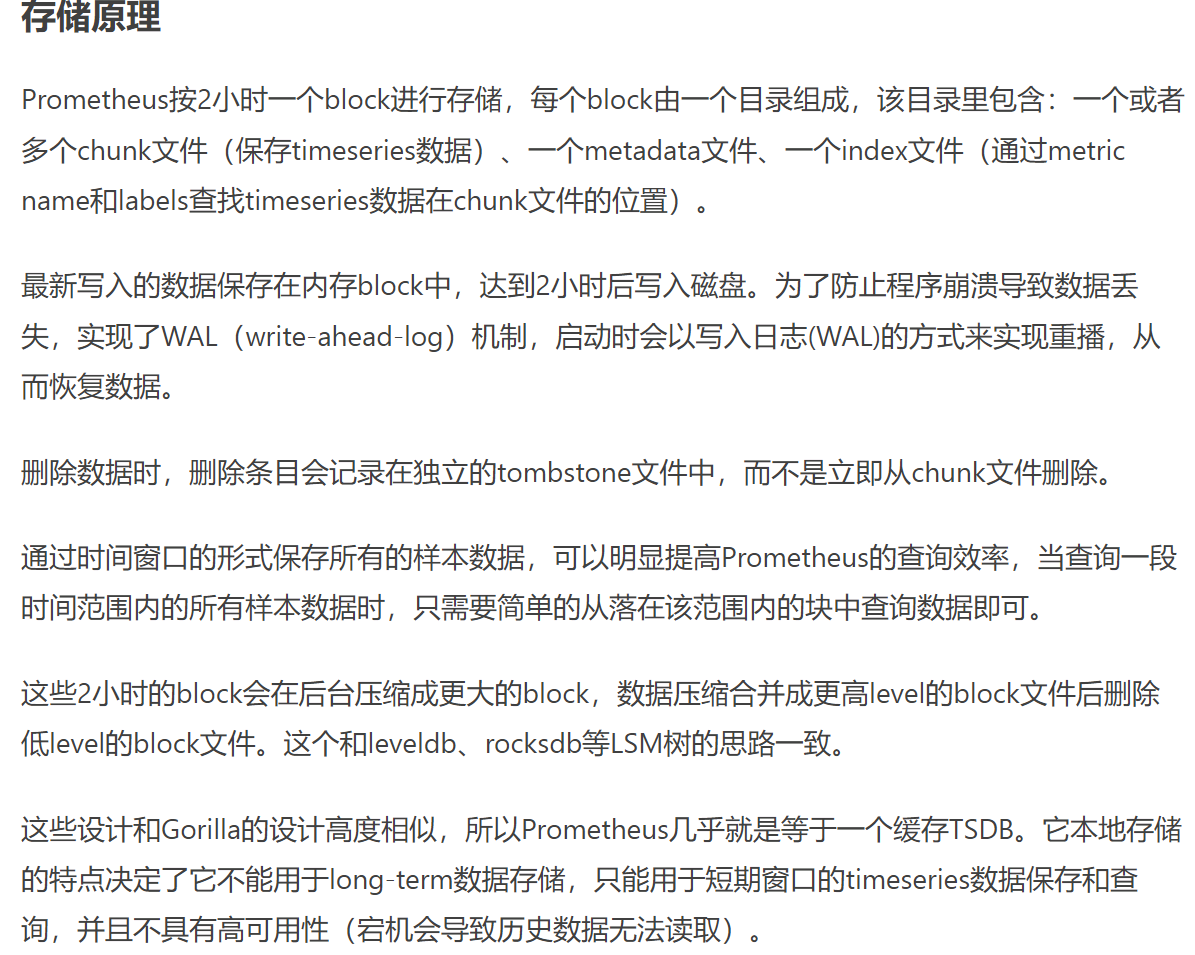 存储原理
Prometheus按2小时一个block进行存储，每个block由一个目录组成，该目录里包含：一个或者
多个chunk文件（保存timeseries数据）、一个metadata文件、一个index文件（通过metric
name和labels查找timeseries数据在chunk文件的位置）。
最新写入的数据保存在内存block中，达到2小时后写入磁盘。为了防止程序崩溃导致数据丢
失，实现了WAL（write-ahead-log）机制，启动时会以写入日志(WAL)的方式来实现重播，从
而恢复数据。
删除数据时，删除条目会记录在独立的tombstone文件中，而不是立即从chunk文件删除。
通过时间窗口的形式保存所有的样本数据，可以明显提高Prometheus的查询效率，当查询一段
时间范围内的所有样本数据时，只需要简单的从落在该范围内的块中查询数据即可。
这些2小时的block会在后台压缩成更大的block，数据压缩合并成更高level的block文件后删除
低level的block文件。这个和leveldb、rocksdb等LSM树的思路一致。
这些设计和Gorilla的设计高度相似，所以Prometheus几乎就是等于一个缓存TSDB。它本地存储
的特点决定了它不能用于long-term数据存储，只能用于短期窗口的timeseries数据保存和查
询，并且不具有高可用性（宕机会导致历史数据无法读取）。